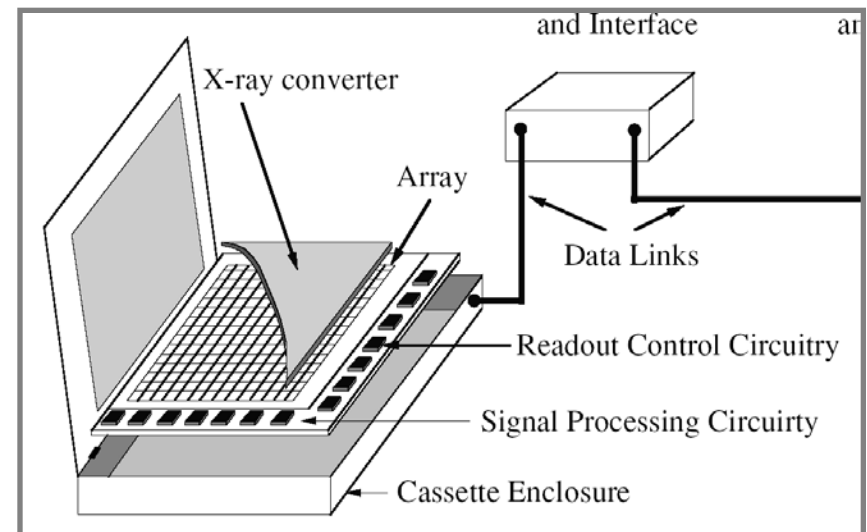 and Interface
X-ray converter
Array
Data Links
Readout Control Circuitry
Signal Processing Circuirty
Cassette Enclosure